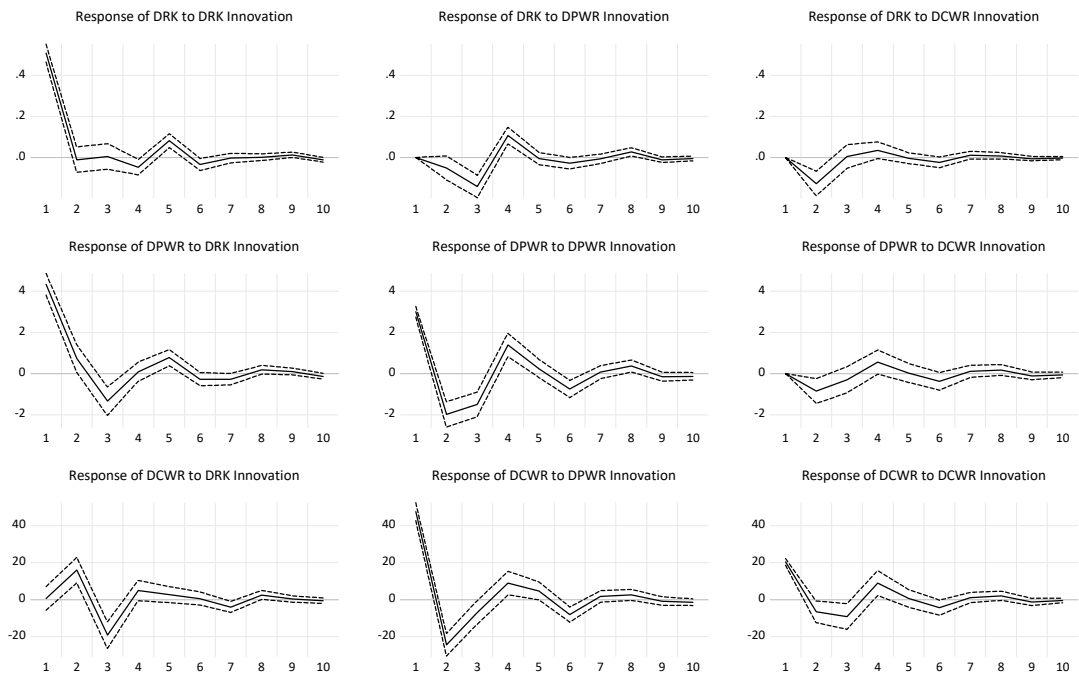 Response of DRK to DRK Innovation
Response of DRK to DPWR Innovation
Response of DRK to DCWR Innovation
.4
.2
.0
1 2 3 4 5 6 7 8 9 10
.4
.2
.0
1 2 3 4 5 6 7 8 9 10
.4
.2
.0
1 2 3 4 5 6 7 8 9 10
Response of DPWR to DRK Innovation
Response of DPWR to DPWR Innovation
Response of DPWR to DCWR Innovation
4
2
0
-2
1 2 3 4 5 6 7 8 9 10
4
2
0
-2
1 2 3 4 5 6 7 8 9 10
4
2
0
-2
1 2 3 4 5 6 7 8 9 10
Response of DCWR to DRK Innovation
Response of DCWR to DPWR Innovation
Response of DCWR to DCWR Innovation
40
20
0
-20
1 2 3 4 5 6 7 8 9 10
40
20
0
-20
1 2 3 4 5 6 7 8 9 10
40
20
0
-20
1 2 3 4 5 6 7 8 9 10